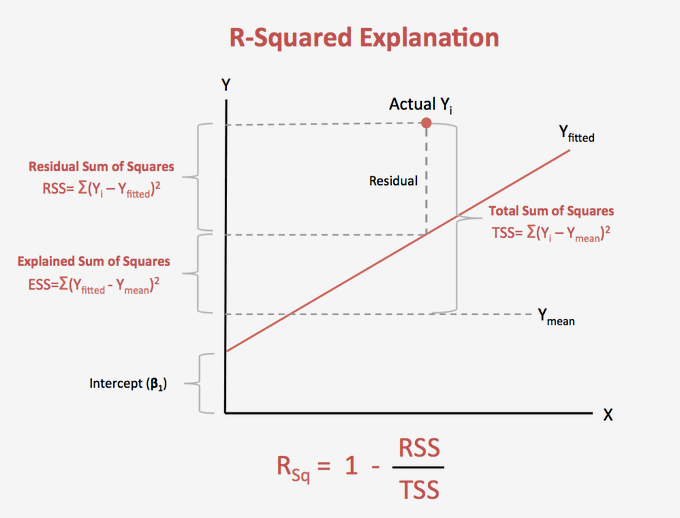 R-Squared Explanation
Y
Actual Yi
Yfitted
Residual Sum of Squares
RSS= Σ(Yi – Yfitted)²
Residual
Total Sum of Squares
TSS= Σ(Yi – Ymean)²
Explained Sum of Squares
ESS=Σ(Yfitted - Ymean)²
Ymean
Intercept (β1)
X
RSq = 1 - RSS
TSS